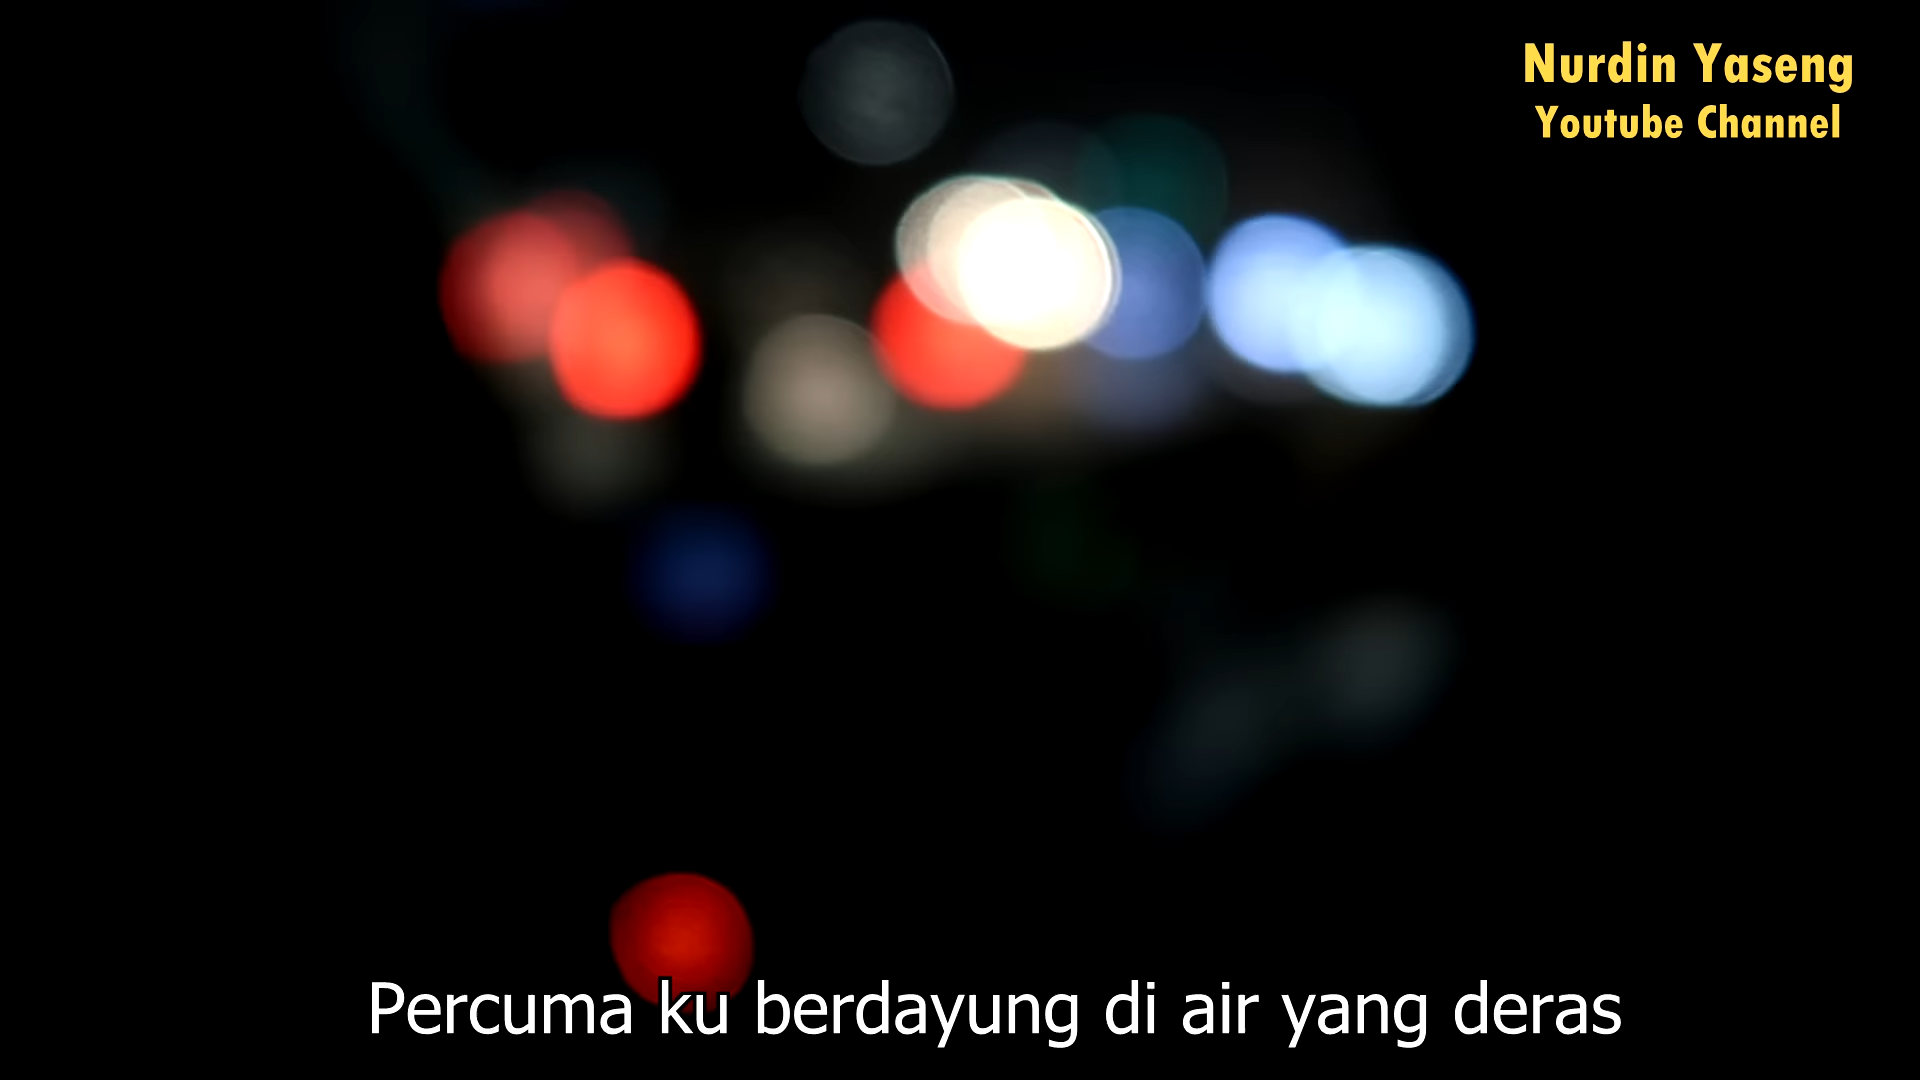 Nurdin Yaseng
Youtube Channel
Percuma ku berdayung di air yang deras